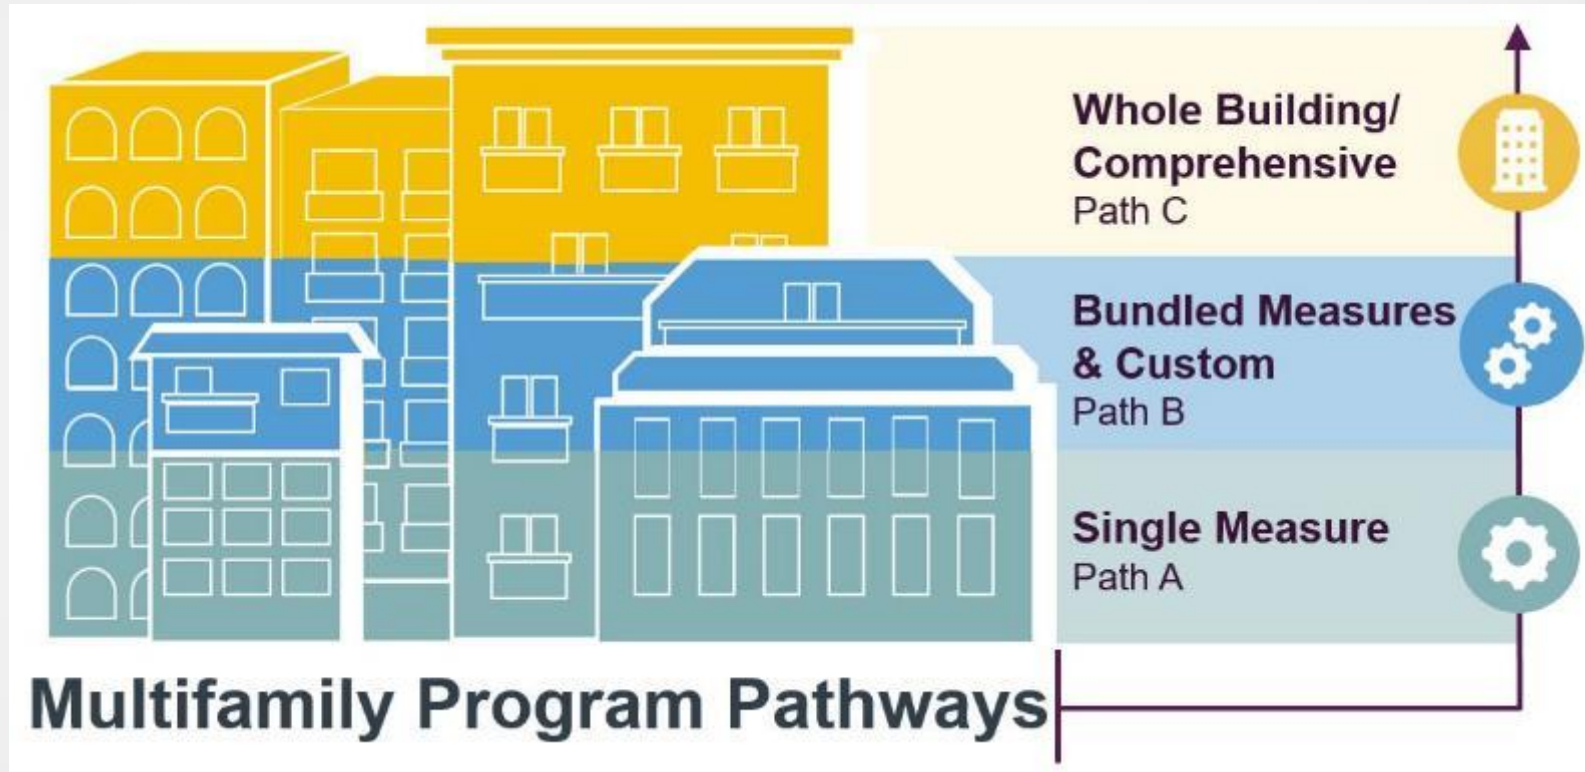 Whole Building/
Comprehensive
Path C
Bundled Measures
& Custom
Path B
Single Measure
Path A
Multifamily Program Pathways